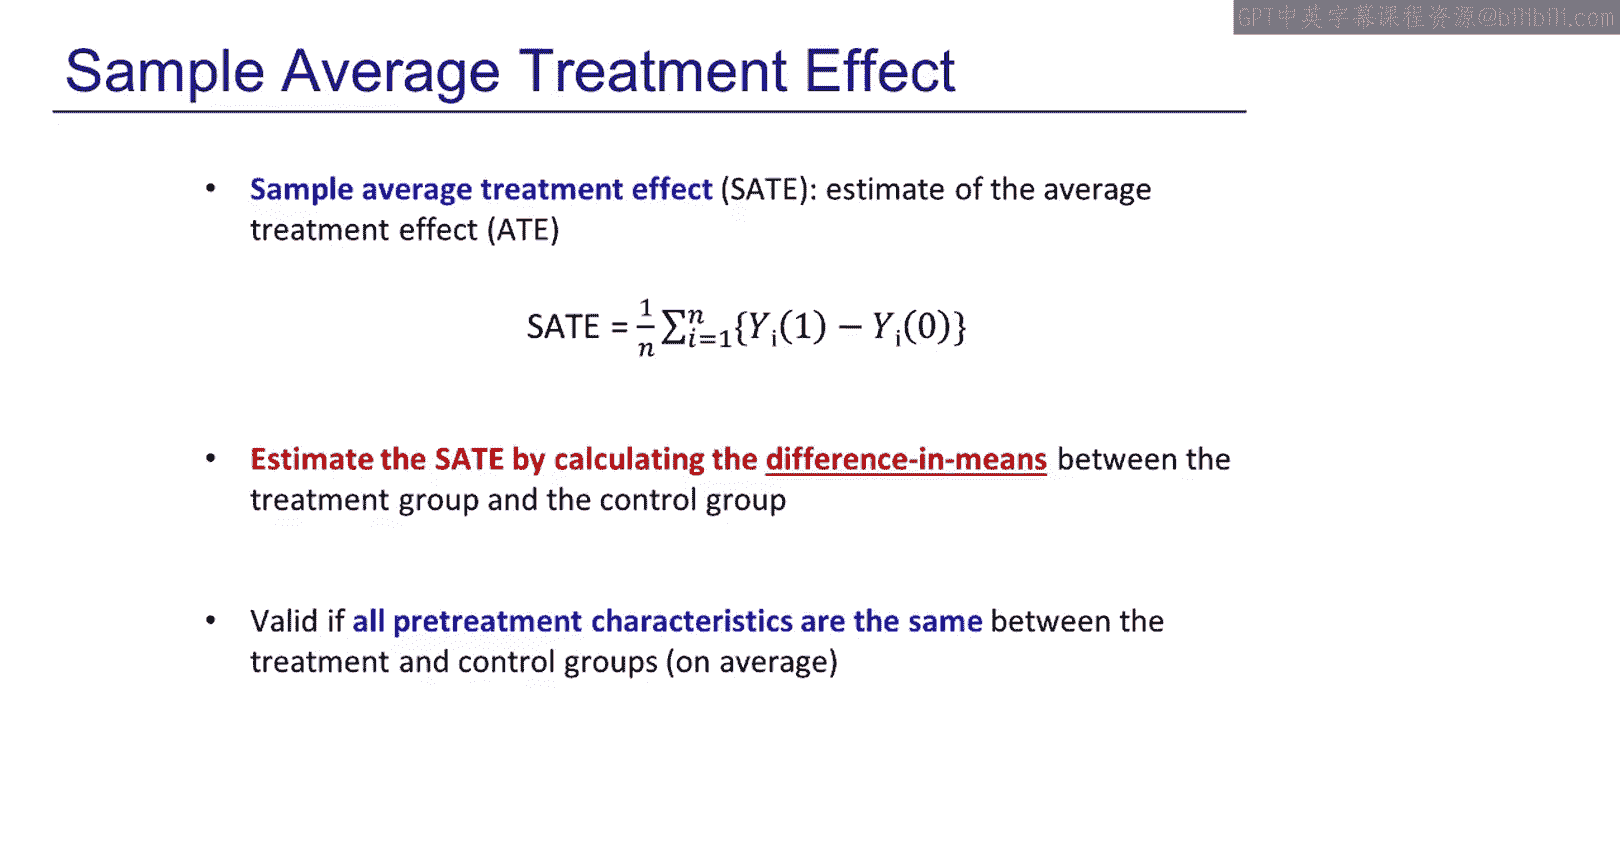 GPT中英字幕课程资源@bilibili.com
Sample Average Treatment Effect
• Sample average treatment effect (SATE): estimate of the average
treatment effect (ATE)
SATE = \frac{1}{n} \sum_{i=1}^{n} \{Y_i(1) − Y_i(0)\}
• Estimate the SATE by calculating the difference-in-means between the
treatment group and the control group
• Valid if all pretreatment characteristics are the same between the
treatment and control groups (on average)